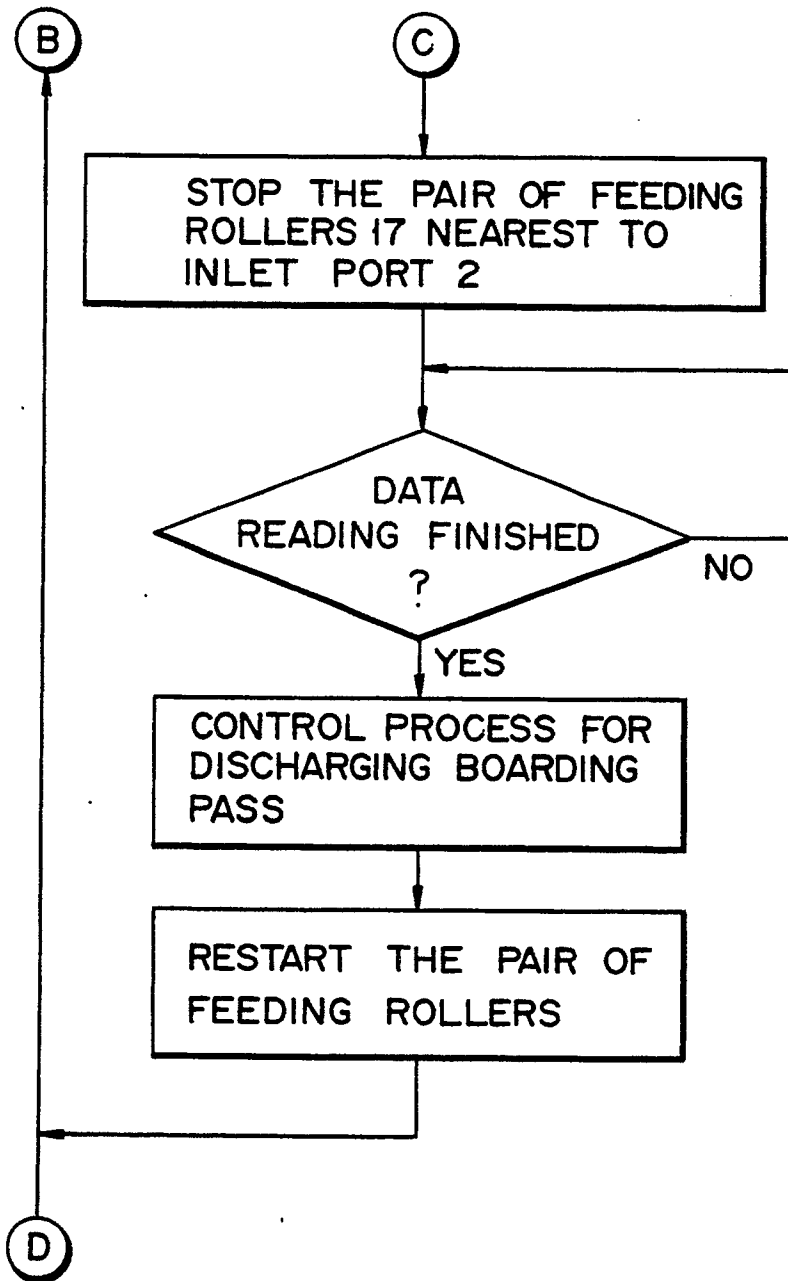 B
C
STOP THE PAIR OF FEEDING
ROLLERS 17 NEAREST TO
INLET PORT 2
DATA
READING FINISHED
?
NO
YES
CONTROL PROCESS FOR
DISCHARGING BOARDING
PASS
RESTART THE PAIR OF
FEEDING ROLLERS
D